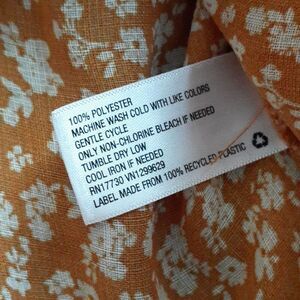 100% POLYESTER
MACHINE WASH COLD WITH LIKE COLORS
GENTLE CYCLE
ONLY NON-CHLORINE BLEACH IF NEEDED
TUMBLE DRY LOW
COOL IRON IF NEEDED
RN17730 VN1299629
LABEL MADE FROM 100% RECYCLED PLASTIC